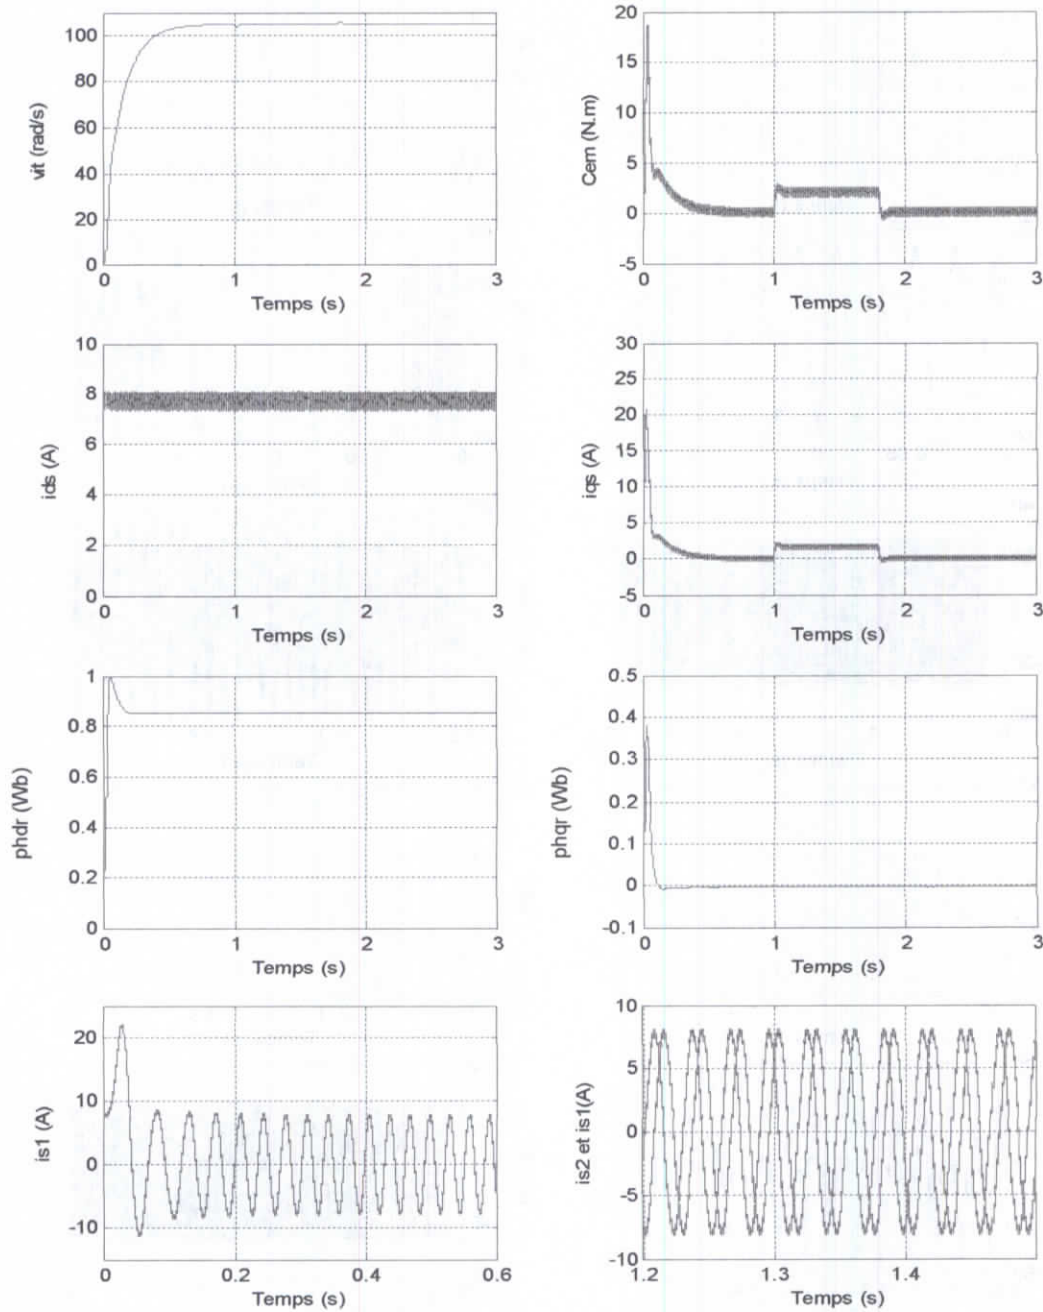 vit (rad/s)
100
80
60
40
20
0
0 1 2 3
Temps (s)
Cem (N.m)
20
15
10
5
0
-5
0 1 2 3
Temps (s)
ids (A)
10
8
6
4
2
0
0 1 2 3
Temps (s)
iqs (A)
30
25
20
15
10
5
0
-5
0 1 2 3
Temps (s)
phdr (Wb)
1
0.8
0.6
0.4
0.2
0
0 1 2 3
Temps (s)
phqr (Wb)
0.5
0.4
0.3
0.2
0.1
0
-0.1
0 1 2 3
Temps (s)
is1 (A)
20
10
0
-10
0 0.2 0.4 0.6
Temps (s)
is2 et is1(A)
10
5
0
-5
-10
1.2 1.3 1.4
Temps (s)